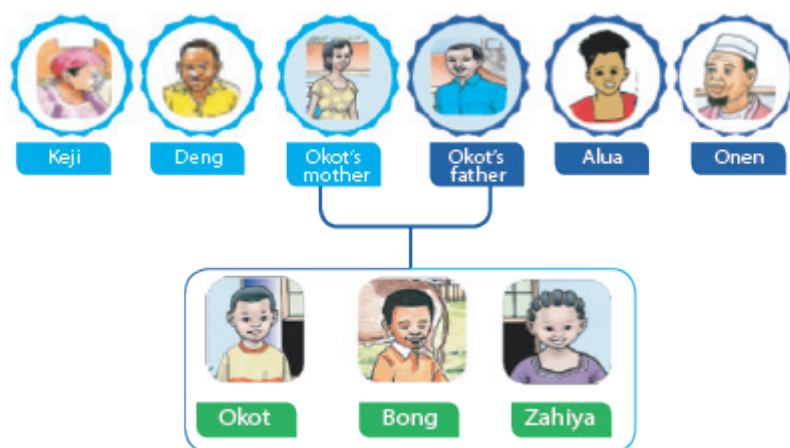 Keji
Deng
Okot's
mother
Okot's
father
Alua
Onen
Okot
Bong
Zahiya